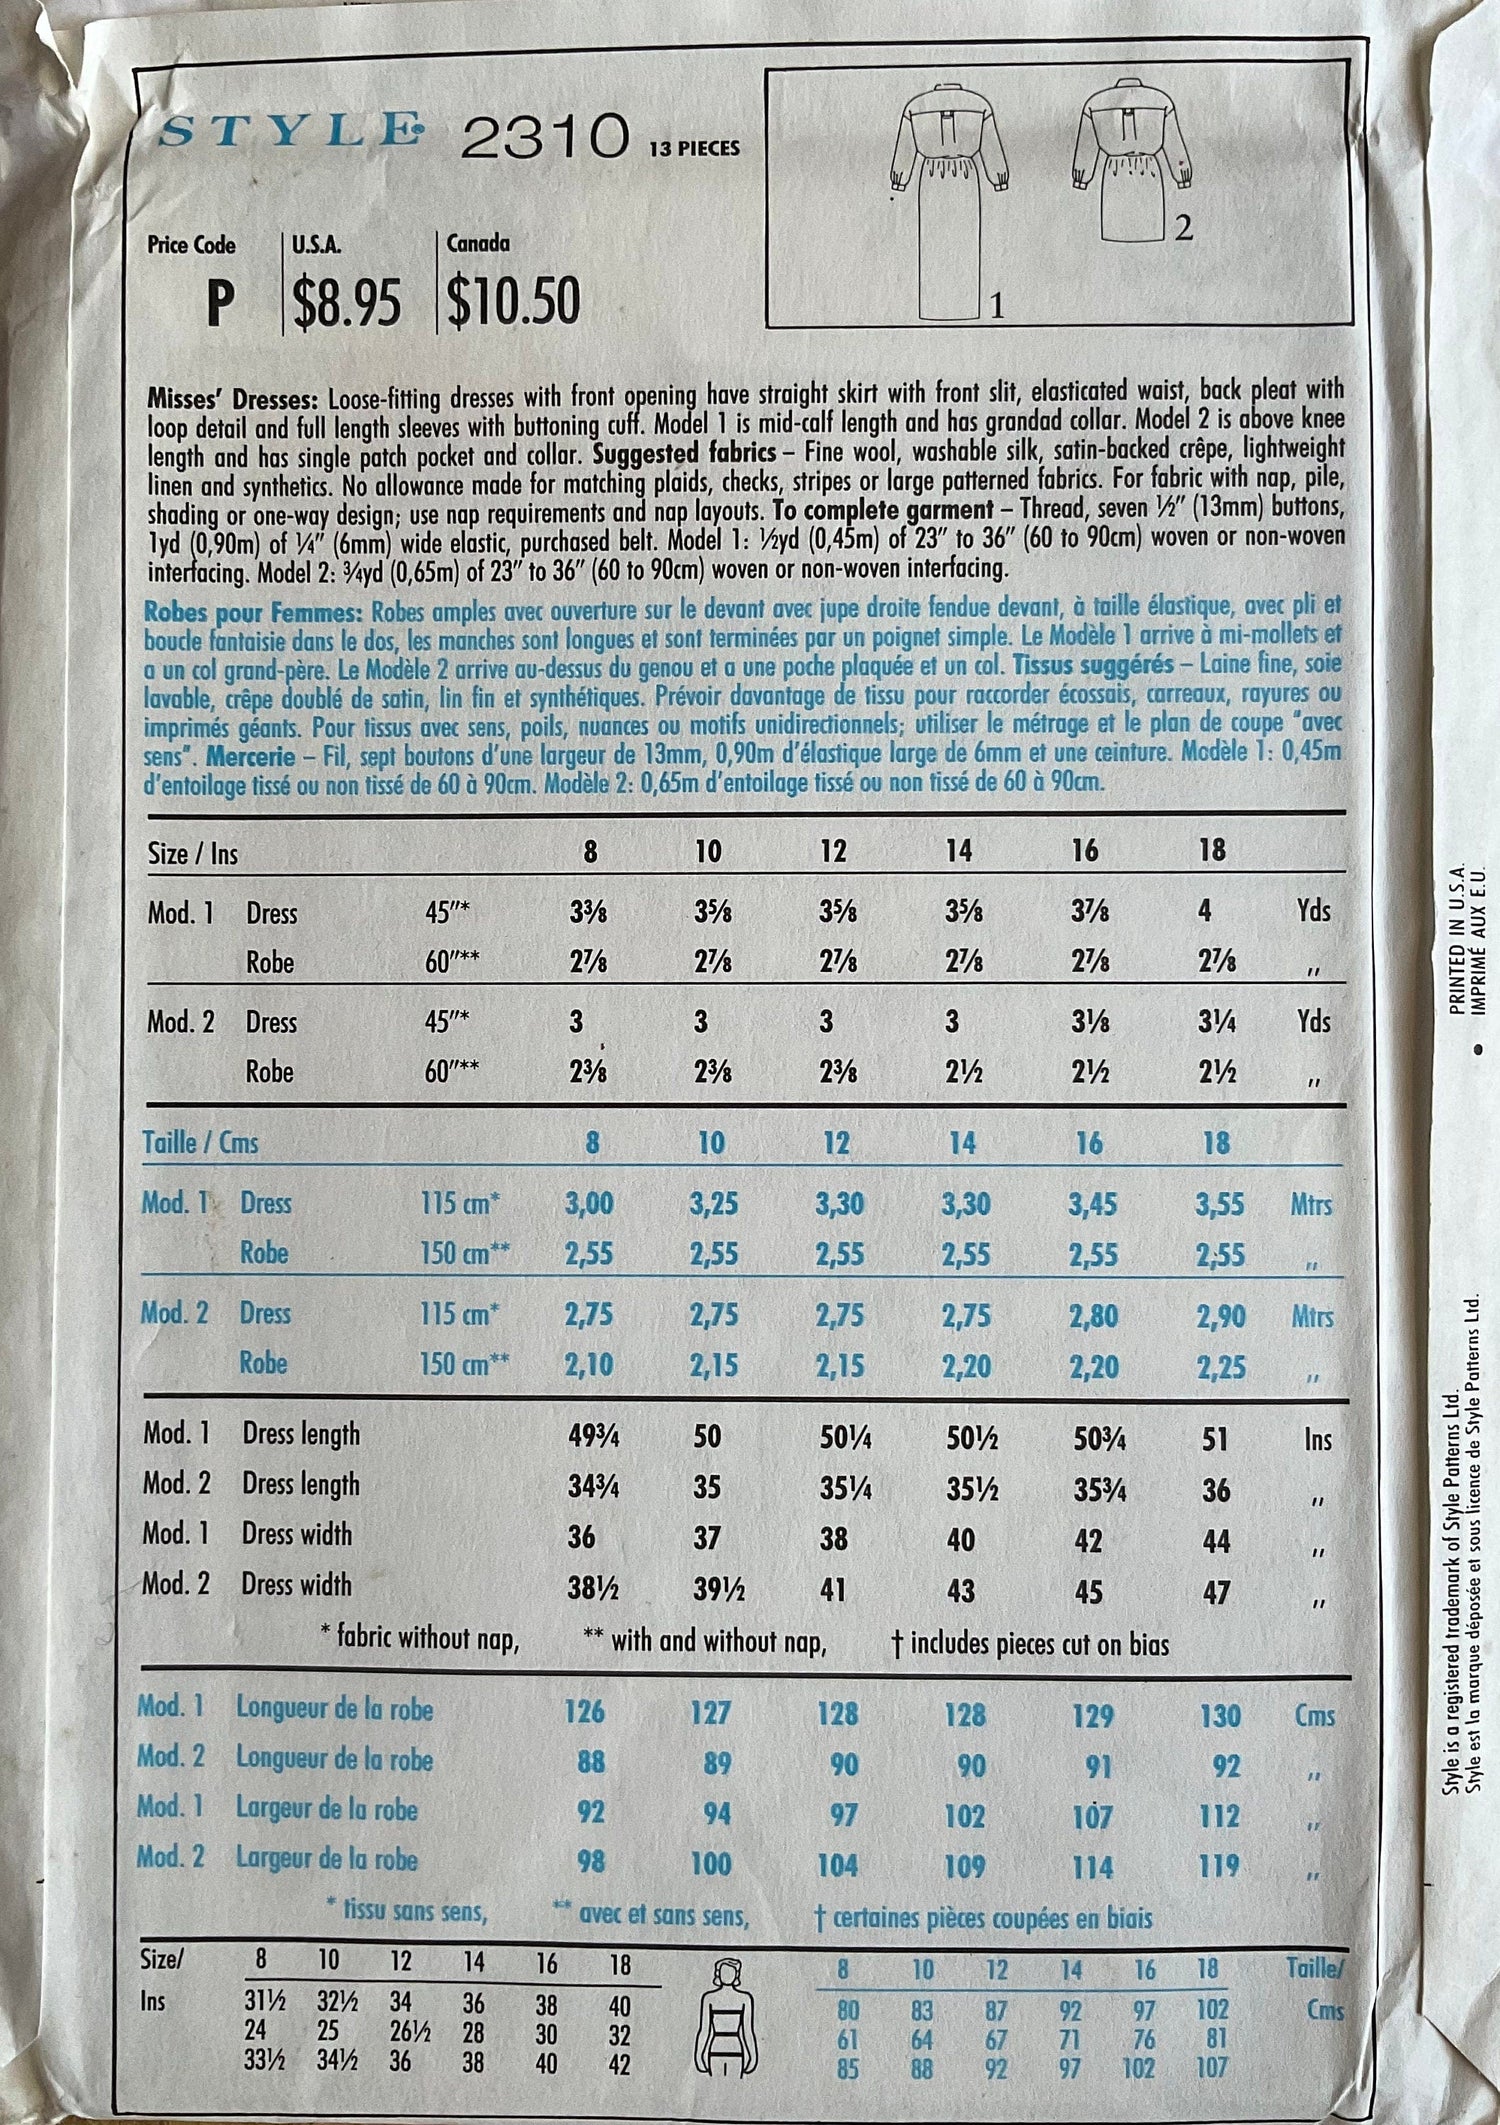 STYLE® 2310 13 PIECES
Price Code U.S.A. Canada
P $8.95 $10.50
1
2
Misses' Dresses: Loose-fitting dresses with front opening have straight skirt with front slit, elasticated waist, back pleat with
loop detail and full length sleeves with buttoning cuff. Model 1 is mid-calf length and has grandad collar. Model 2 is above knee
length and has single patch pocket and collar. Suggested fabrics – Fine wool, washable silk, satin-backed crêpe, lightweight
linen and synthetics. No allowance made for matching plaids, checks, stripes or large patterned fabrics. For fabric with nap, pile,
shading or one-way design; use nap requirements and nap layouts. To complete garment – Thread, seven ½" (13mm) buttons,
1yd (0,90m) of ¼" (6mm) wide elastic, purchased belt. Model 1: ½yd (0,45m) of 23" to 36" (60 to 90cm) woven or non-woven
interfacing. Model 2: ¾yd (0,65m) of 23" to 36" (60 to 90cm) woven or non-woven interfacing.
Robes pour Femmes: Robes amples avec ouverture sur le devant avec jupe droite fendue devant, à taille élastique, avec pli et
boucle fantaisie dans le dos, les manches sont longues et sont terminées par un poignet simple. Le Modèle 1 arrive à mi-mollets et
a un col grand-père. Le Modèle 2 arrive au-dessus du genou et a une poche plaquée et un col. Tissus suggérés – Laine fine, soie
lavable, crêpe doublé de satin, lin fin et synthétiques. Prévoir davantage de tissu pour raccorder écossais, carreaux, rayures ou
imprimés géants. Pour tissus avec sens, poils, nuances ou motifs unidirectionnels; utiliser le métrage et le plan de coupe "avec
sens". Mercerie – Fil, sept boutons d'une largeur de 13mm, 0,90m d'élastique large de 6mm et une ceinture. Modèle 1: 0,45m
d'entoilage tissé ou non tissé de 60 à 90cm. Modèle 2: 0,65m d'entoilage tissé ou non tissé de 60 à 90cm.
Size / Ins 8 10 12 14 16 18
Mod. 1 Dress 45"* 3⅜ 3⅝ 3⅝ 3⅝ 3⅞ 4 Yds
Robe 60"** 2⅞ 2⅞ 2⅞ 2⅞ 2⅞ 2⅞ "
Mod. 2 Dress 45"* 3 3 3 3 3⅛ 3¼ Yds
Robe 60"** 2⅜ 2⅜ 2⅜ 2½ 2½ 2½ "
Taille / Cms 8 10 12 14 16 18
Mod. 1 Dress 115 cm* 3,00 3,25 3,30 3,30 3,45 3,55 Mtrs
Robe 150 cm** 2,55 2,55 2,55 2,55 2,55 2,55 "
Mod. 2 Dress 115 cm* 2,75 2,75 2,75 2,75 2,80 2,90 Mtrs
Robe 150 cm** 2,10 2,15 2,15 2,20 2,20 2,25 "
Mod. 1 Dress length 49¾ 50 50¼ 50½ 50¾ 51 Ins
Mod. 2 Dress length 34¾ 35 35¼ 35½ 35¾ 36 "
Mod. 1 Dress width 36 37 38 40 42 44 "
Mod. 2 Dress width 38½ 39½ 41 43 45 47 "
* fabric without nap, ** with and without nap, † includes pieces cut on bias
Mod. 1 Longueur de la robe 126 127 128 128 129 130 Cms
Mod. 2 Longueur de la robe 88 89 90 90 91 92 "
Mod. 1 Largeur de la robe 92 94 97 102 107 112 "
Mod. 2 Largeur de la robe 98 100 104 109 114 119 "
* tissu sans sens, ** avec et sans sens, † certaines pièces coupées en biais
Size/ 8 10 12 14 16 18 8 10 12 14 16 18 Taille/
Ins 31½ 32½ 34 36 38 40 80 83 87 92 97 102 Cms
24 25 26½ 28 30 32 61 64 67 71 76 81
33½ 34½ 36 38 40 42 85 88 92 97 102 107
PRINTED IN U.S.A.
IMPRIMÉ AUX E.U.
•
Style is a registered trademark of Style Patterns Ltd.
Style est la marque déposée et sous licence de Style Patterns Ltd.